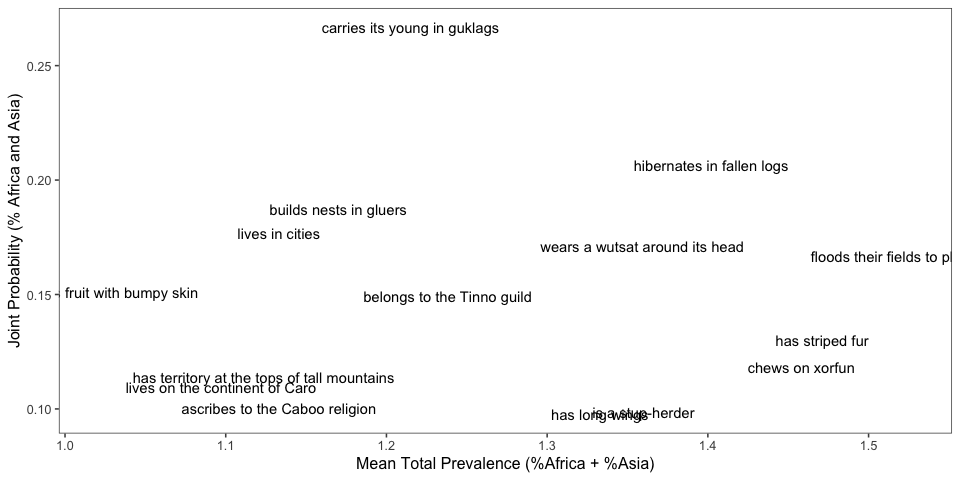 carries its young in guklags
0.25
hibernates in fallen logs
0.20
builds nests in gluers
lives in cities
wears a wutsat around its head
floods their fields to pl
fruit with bumpy skin
0.15
belongs to the Tinno guild
has striped fur
chews on xorfun
has territory at the tops of tall mountains
lives on the continent of Caro
ascribes to the Caboo religion
0.10
has long wings
is a stup-herder
1.0 1.1 1.2 1.3 1.4 1.5
Mean Total Prevalence (%Africa + %Asia)
Joint Probability (% Africa and Asia)